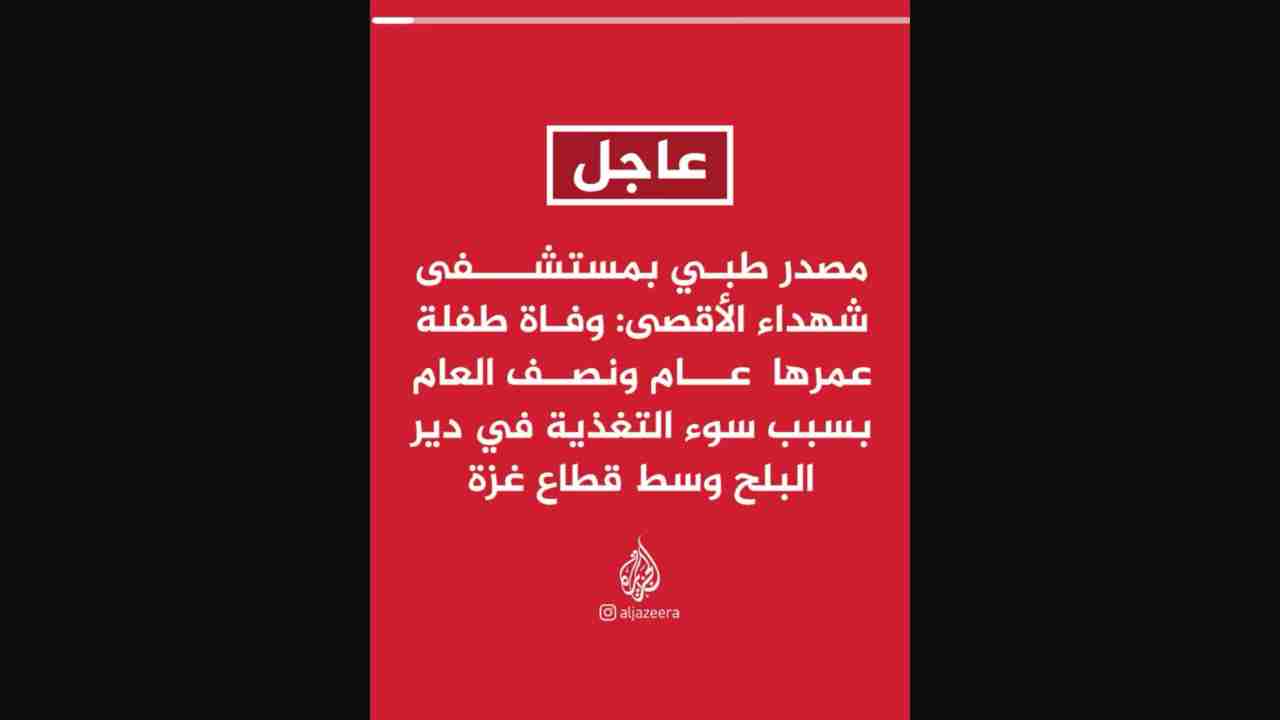 عاجل
مصدر طبي بمستشفى
شهداء الأقصى: وفاة طفلة
عمرها عام ونصف العام
بسبب سوء التغذية في دير
البلح وسط قطاع غزة
الجزيرة
aljazeera